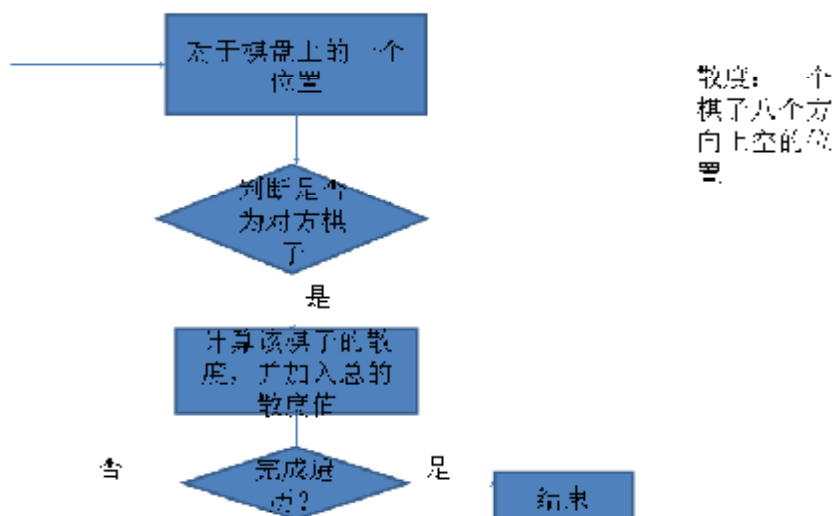 对于棋盘上的一个
位置
散度：一个
棋子八个方
向上空的位
置
判断是否
为对方棋
子
是
计算该棋子的散
度，并加入总的
散度值
否
完成遍
历？
是
结束